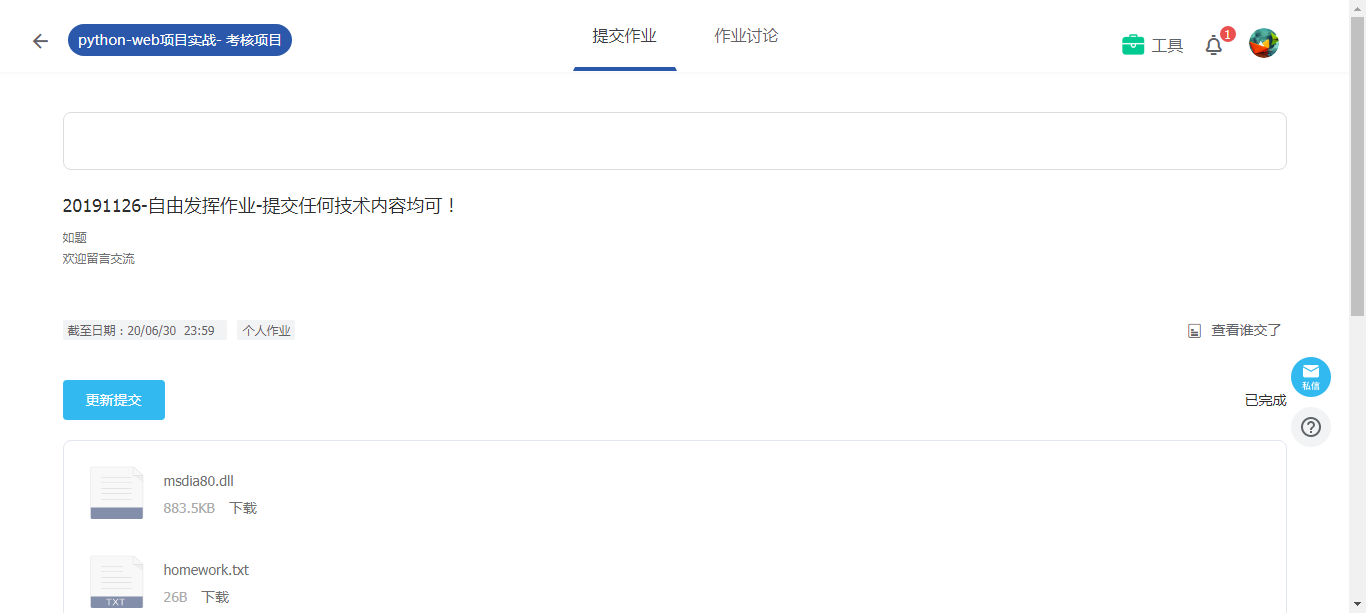 python-web项目实战- 考核项目
提交作业
作业讨论
工具
1
20191126-自由发挥作业-提交任何技术内容均可！
如题
欢迎留言交流
截至日期：20/06/30 23:59
个人作业
查看谁交了
私信
更新提交
已完成
msdia80.dll
883.5KB 下载
homework.txt
TXT
26B 下载